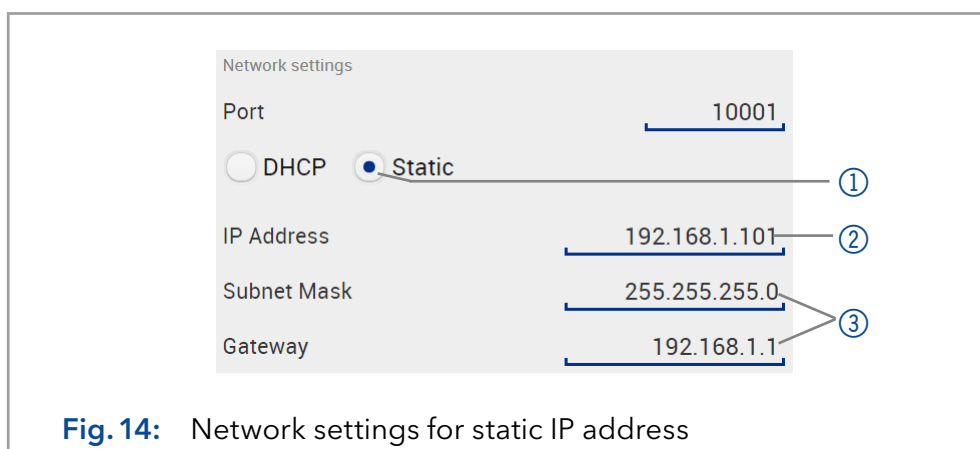 Network settings
Port 10001
DHCP Static
①
IP Address 192.168.1.101 ②
Subnet Mask 255.255.255.0
③
Gateway 192.168.1.1
Fig. 14: Network settings for static IP address